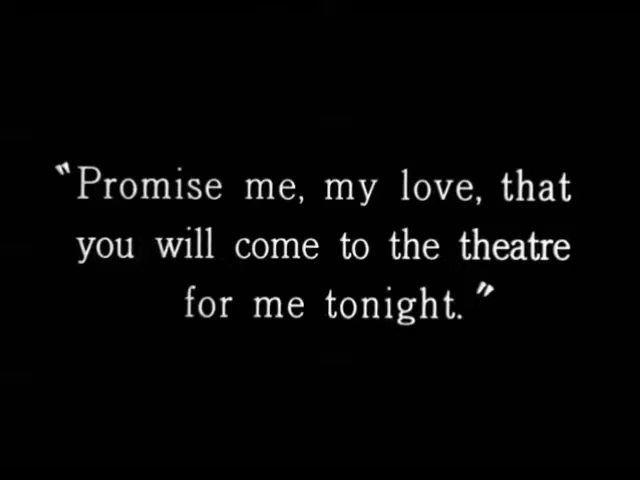 "Promise me, my love, that
you will come to the theatre
for me tonight."